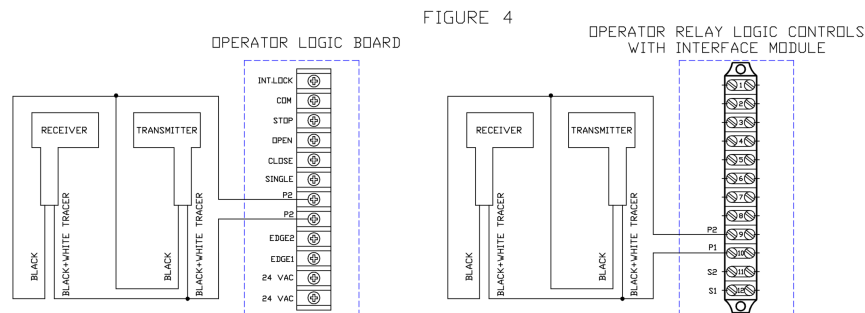 FIGURE 4
OPERATOR LOGIC BOARD
RECEIVER
TRANSMITTER
BLACK
BLACK+WHITE TRACER
BLACK
BLACK+WHITE TRACER
INT.LOCK
COM
STOP
OPEN
CLOSE
SINGLE
P2
P2
EDGE2
EDGE1
24 VAC
24 VAC
OPERATOR RELAY LOGIC CONTROLS
WITH INTERFACE MODULE
RECEIVER
TRANSMITTER
BLACK
BLACK+WHITE TRACER
BLACK
BLACK+WHITE TRACER
1
2
3
4
5
6
7
8
P2 9
P1 10
S2 11
S1 12